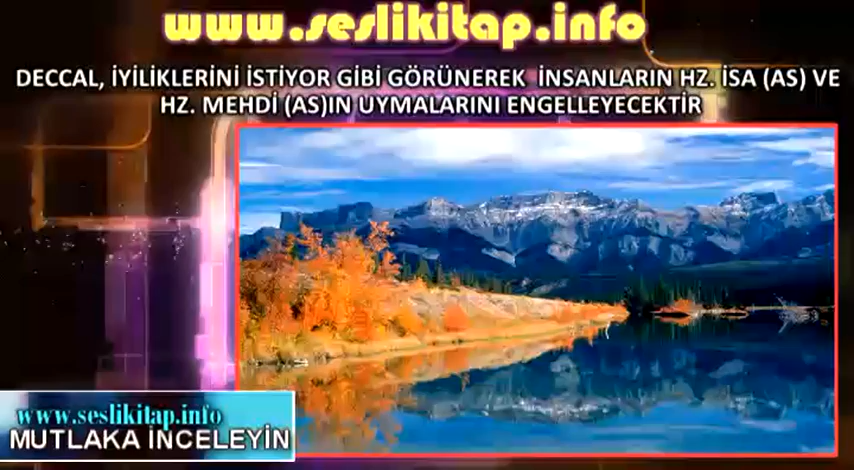 www.seslikitap.info
DECCAL, İYİLİKLERİNİ İSTİYOR GİBİ GÖRÜNEREK İNSANLARIN HZ. İSA (AS) VE
HZ. MEHDİ (AS)IN UYMALARINI ENGELLEYECEKTİR
www.seslikitap.info
MUTLAKA İNCELEYİN